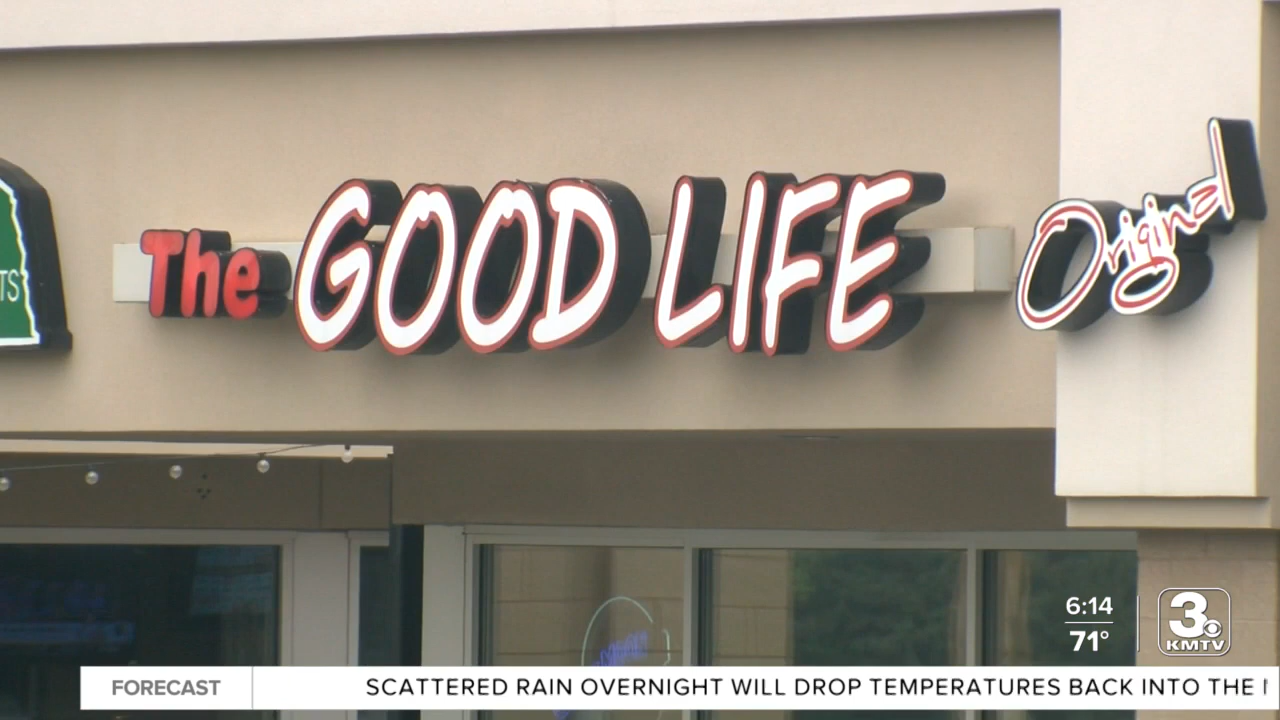 The GOOD LIFE Original
TS
6:14
71°
3
KMTV
FORECAST
SCATTERED RAIN OVERNIGHT WILL DROP TEMPERATURES BACK INTO THE